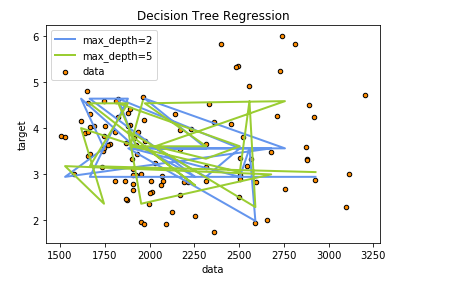 Decision Tree Regression
max_depth=2
max_depth=5
data
target
6
5
4
3
2
1500 1750 2000 2250 2500 2750 3000 3250
data